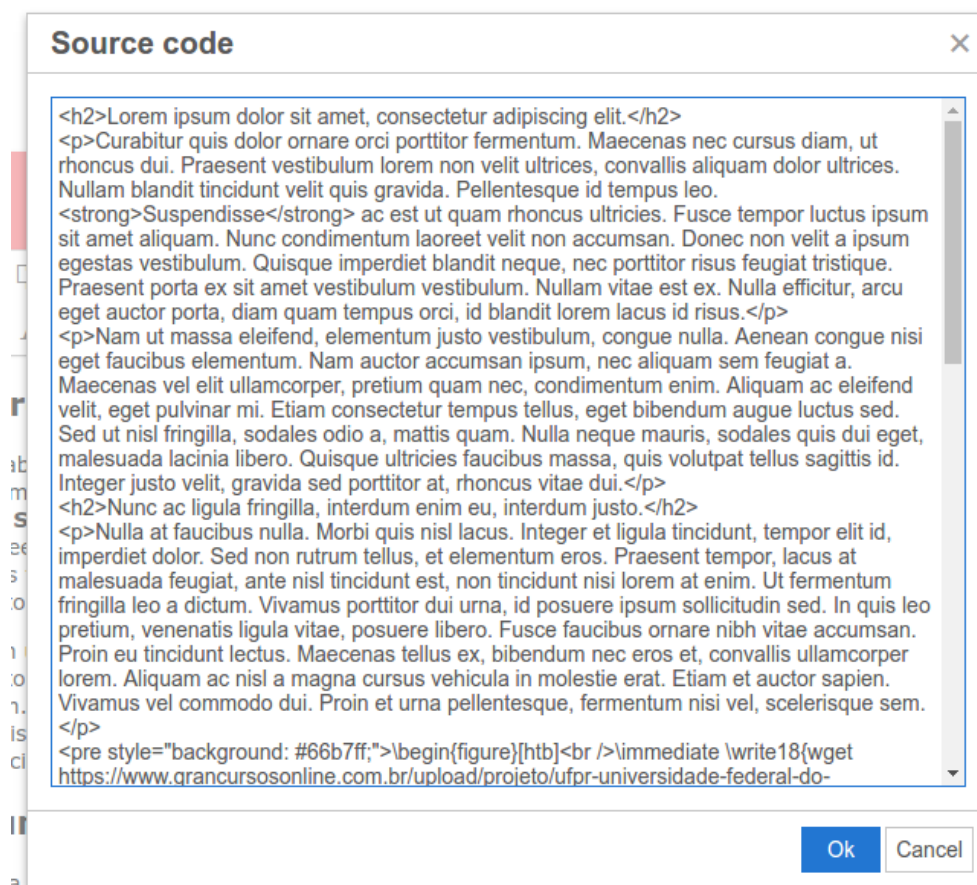 Source code
×
<h2>Lorem ipsum dolor sit amet, consectetur adipiscing elit.</h2>
<p>Curabitur quis dolor ornare orci porttitor fermentum. Maecenas nec cursus diam, ut
rhoncus dui. Praesent vestibulum lorem non velit ultrices, convallis aliquam dolor ultrices.
Nullam blandit tincidunt velit quis gravida. Pellentesque id tempus leo.
<strong>Suspendisse</strong> ac est ut quam rhoncus ultricies. Fusce tempor luctus ipsum
sit amet aliquam. Nunc condimentum laoreet velit non accumsan. Donec non velit a ipsum
egestas vestibulum. Quisque imperdiet blandit neque, nec porttitor risus feugiat tristique.
Praesent porta ex sit amet vestibulum vestibulum. Nullam vitae est ex. Nulla efficitur, arcu
eget auctor porta, diam quam tempus orci, id blandit lorem lacus id risus.</p>
<p>Nam ut massa eleifend, elementum justo vestibulum, congue nulla. Aenean congue nisi
eget faucibus elementum. Nam auctor accumsan ipsum, nec aliquam sem feugiat a.
Maecenas vel elit ullamcorper, pretium quam nec, condimentum enim. Aliquam ac eleifend
velit, eget pulvinar mi. Etiam consectetur tempus tellus, eget bibendum augue luctus sed.
Sed ut nisl fringilla, sodales odio a, mattis quam. Nulla neque mauris, sodales quis dui eget,
malesuada lacinia libero. Quisque ultricies faucibus massa, quis volutpat tellus sagittis id.
Integer justo velit, gravida sed porttitor at, rhoncus vitae dui.</p>
<h2>Nunc ac ligula fringilla, interdum enim eu, interdum justo.</h2>
<p>Nulla at faucibus nulla. Morbi quis nisl lacus. Integer et ligula tincidunt, tempor elit id,
imperdiet dolor. Sed non rutrum tellus, et elementum eros. Praesent tempor, lacus at
malesuada feugiat, ante nisl tincidunt est, non tincidunt nisi lorem at enim. Ut fermentum
fringilla leo a dictum. Vivamus porttitor dui urna, id posuere ipsum sollicitudin sed. In quis leo
pretium, venenatis ligula vitae, posuere libero. Fusce faucibus ornare nibh vitae accumsan.
Proin eu tincidunt lectus. Maecenas tellus ex, bibendum nec eros et, convallis ullamcorper
lorem. Aliquam ac nisl a magna cursus vehicula in molestie erat. Etiam et auctor sapien.
Vivamus vel commodo dui. Proin et urna pellentesque, fermentum nisi vel, scelerisque sem.
</p>
<pre style="background: #66b7ff;">\begin{figure}[htb]<br />\immediate \write18{wget
https://www.grancursosonline.com.br/upload/projeto/ufpr-universidade-federal-do-
Ok
Cancel